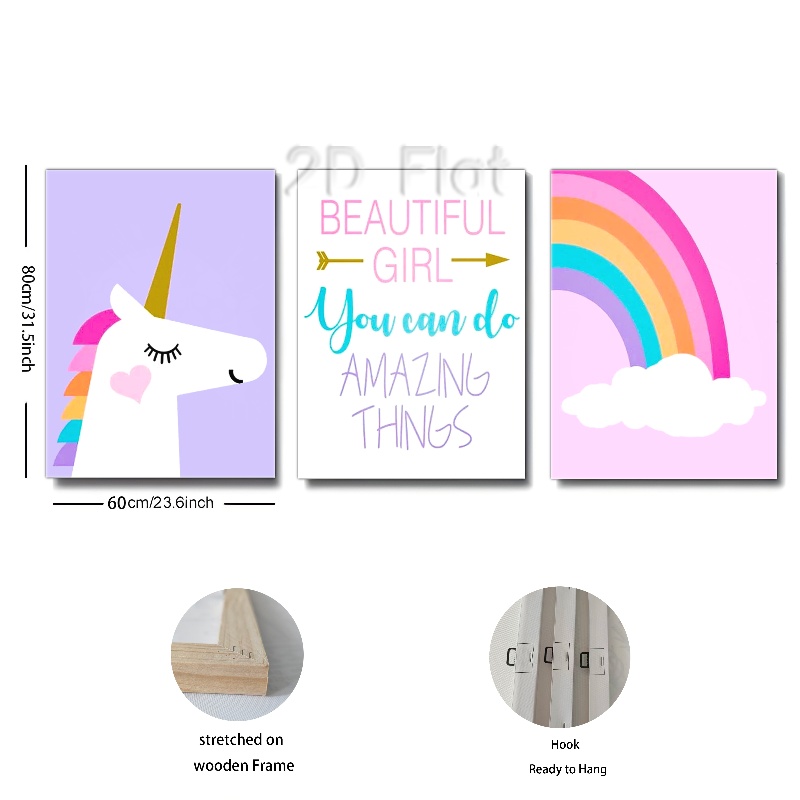 2D Flat
BEAUTIFUL
GIRL
You can do
AMAZING
THINGS
80cm/31.5inch
60cm/23.6inch
stretched on
wooden Frame
Hook
Ready to Hang